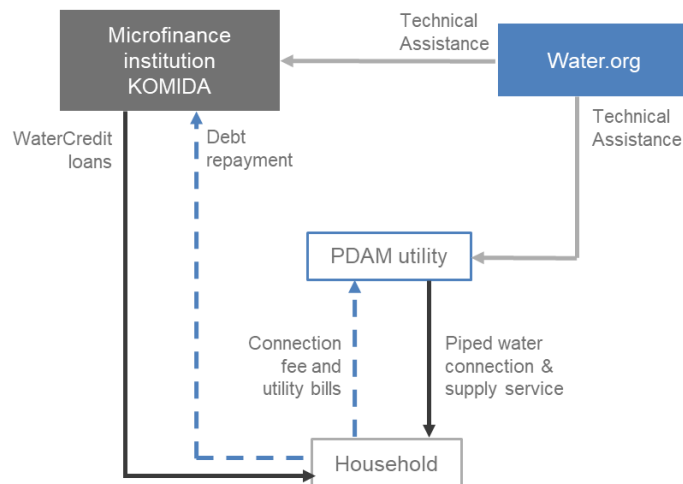 Microfinance
institution
KOMIDA
Technical
Assistance
Water.org
WaterCredit
loans
Debt
repayment
Technical
Assistance
PDAM utility
Connection
fee and
utility bills
Piped water
connection &
supply service
Household